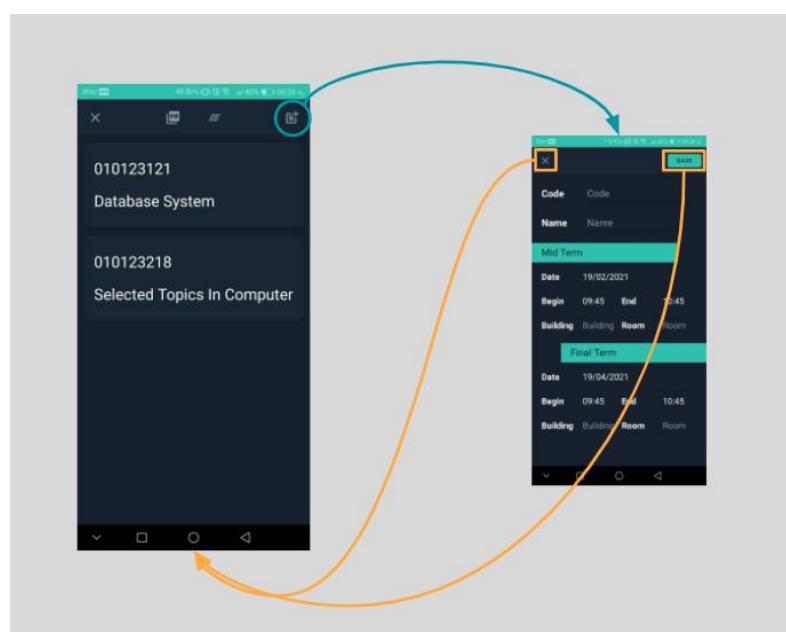 010123121
Database System
010123218
Selected Topics In Computer
SAVE
Code Code
Name Name
Mid Term
Date 19/02/2021
Begin 09:45 End 10:45
Building Building Room Room
Final Term
Date 19/04/2021
Begin 09:45 End 10:45
Building Building Room Room